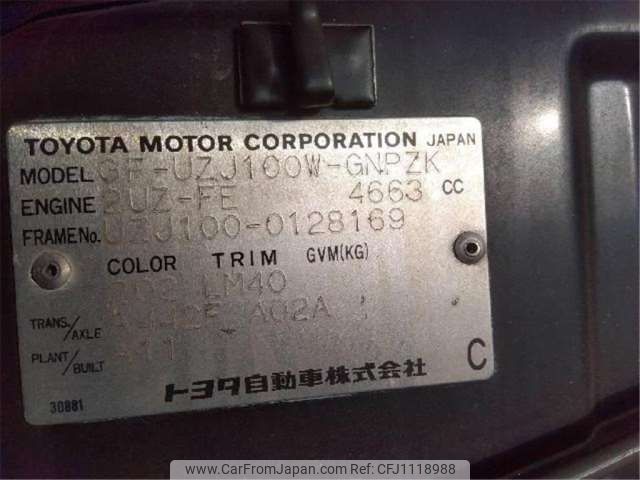 TOYOTA MOTOR CORPORATION JAPAN
MODEL GF-UZJ100W-GNPZK
ENGINE 2UZ-FE 4663 CC
FRAME No. UZJ100-0128169
COLOR TRIM GVM(KG)
LM40
TRANS./AXLE A02A
PLANT/BUILT
トヨタ自動車株式会社 C
30881
www.CarFromJapan.com | Ref No. CFJ1118988